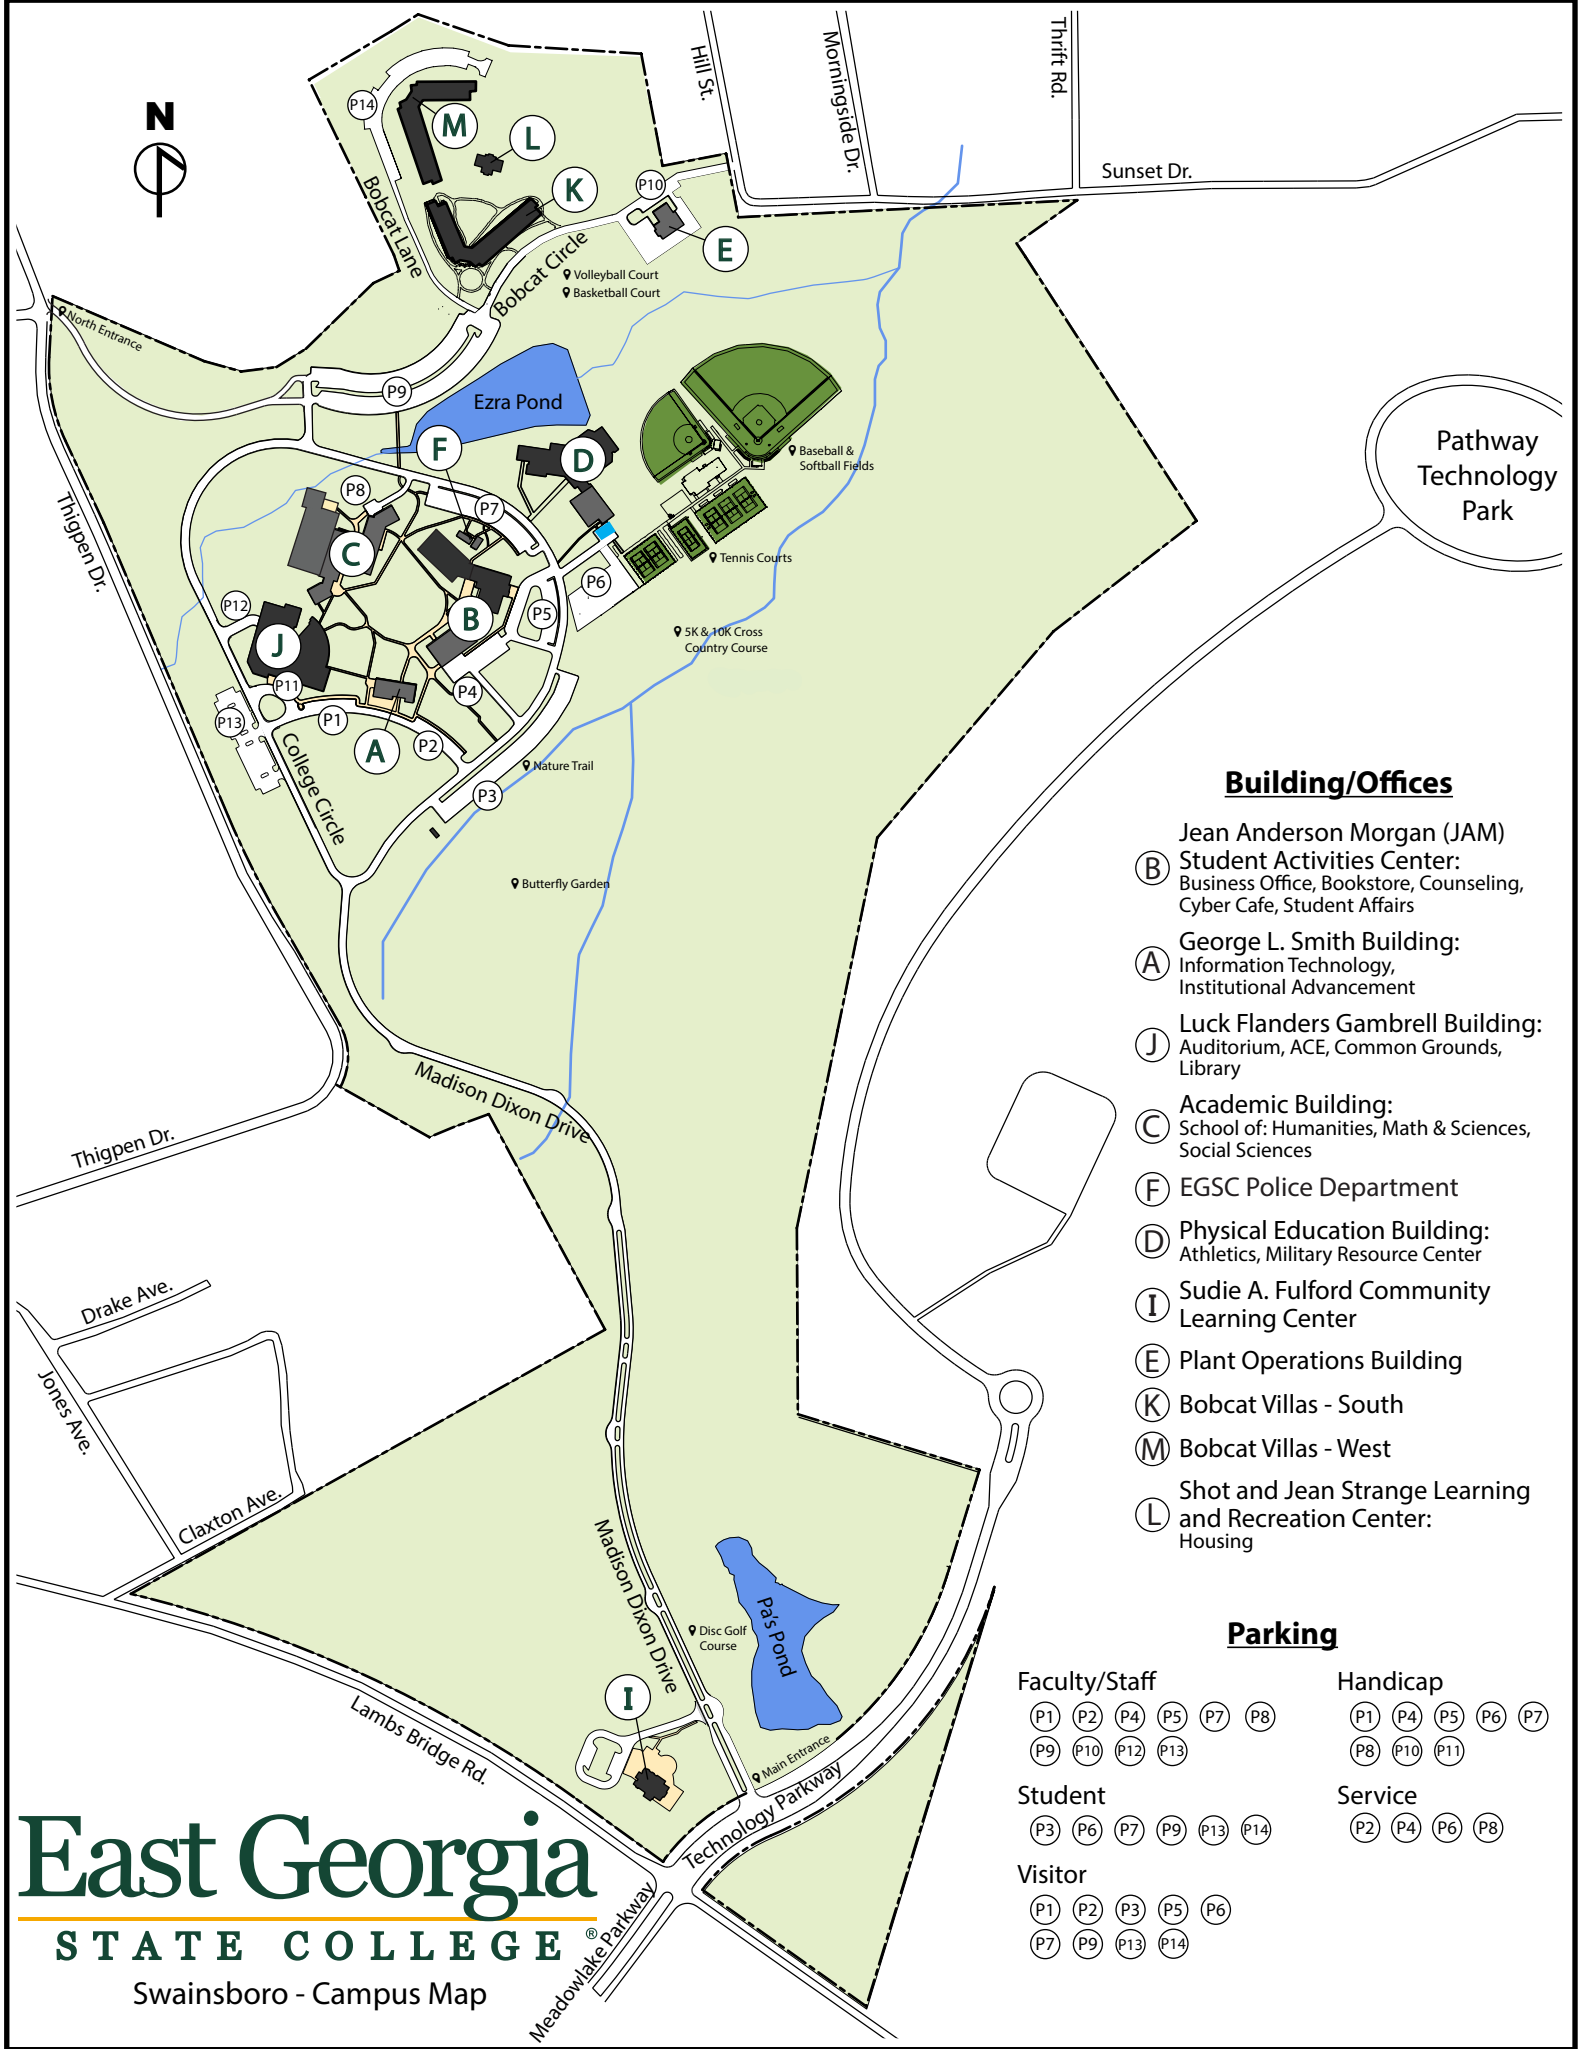 N
Hill St.
Morningside Dr.
Thrift Rd.
Sunset Dr.
P14
M
L
K
P10
E
Bobcat Lane
Bobcat Circle
Volleyball Court
Basketball Court
North Entrance
P9
Ezra Pond
F
D
Baseball &
Softball Fields
Pathway
Technology
Park
P8
P7
C
Tennis Courts
P6
P12
P5
B
J
5K & 10K Cross
Country Course
P11
P4
P13
P1
P2
A
Nature Trail
P3
College Circle
Thigpen Dr.
Butterfly Garden
Madison Dixon Drive
Thigpen Dr.
Drake Ave.
Jones Ave.
Claxton Ave.
Madison Dixon Drive
Disc Golf
Course
Pa's Pond
I
Main Entrance
Lambs Bridge Rd.
Technology Parkway
Meadowlake Parkway
Building/Offices
Jean Anderson Morgan (JAM)
B Student Activities Center:
Business Office, Bookstore, Counseling,
Cyber Cafe, Student Affairs
George L. Smith Building:
A Information Technology,
Institutional Advancement
Luck Flanders Gambrell Building:
J Auditorium, ACE, Common Grounds,
Library
Academic Building:
C School of: Humanities, Math & Sciences,
Social Sciences
F EGSC Police Department
D Physical Education Building:
Athletics, Military Resource Center
I Sudie A. Fulford Community
Learning Center
E Plant Operations Building
K Bobcat Villas - South
M Bobcat Villas - West
Shot and Jean Strange Learning
L and Recreation Center:
Housing
Parking
Faculty/Staff
P1 P2 P4 P5 P7 P8
P9 P10 P12 P13
Handicap
P1 P4 P5 P6 P7
P8 P10 P11
Student
P3 P6 P7 P9 P13 P14
Service
P2 P4 P6 P8
Visitor
P1 P2 P3 P5 P6
P7 P9 P13 P14
East Georgia
STATE COLLEGE ®
Swainsboro - Campus Map